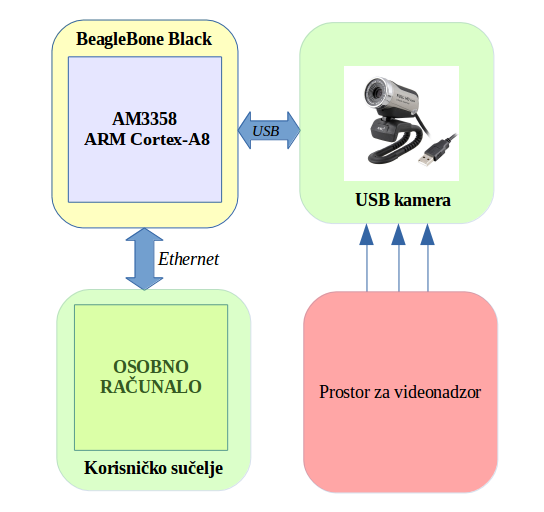 BeagleBone Black
AM3358
ARM Cortex-A8
USB
USB kamera
Ethernet
OSOBNO
RAČUNALO
Korisničko sučelje
Prostor za videonadzor